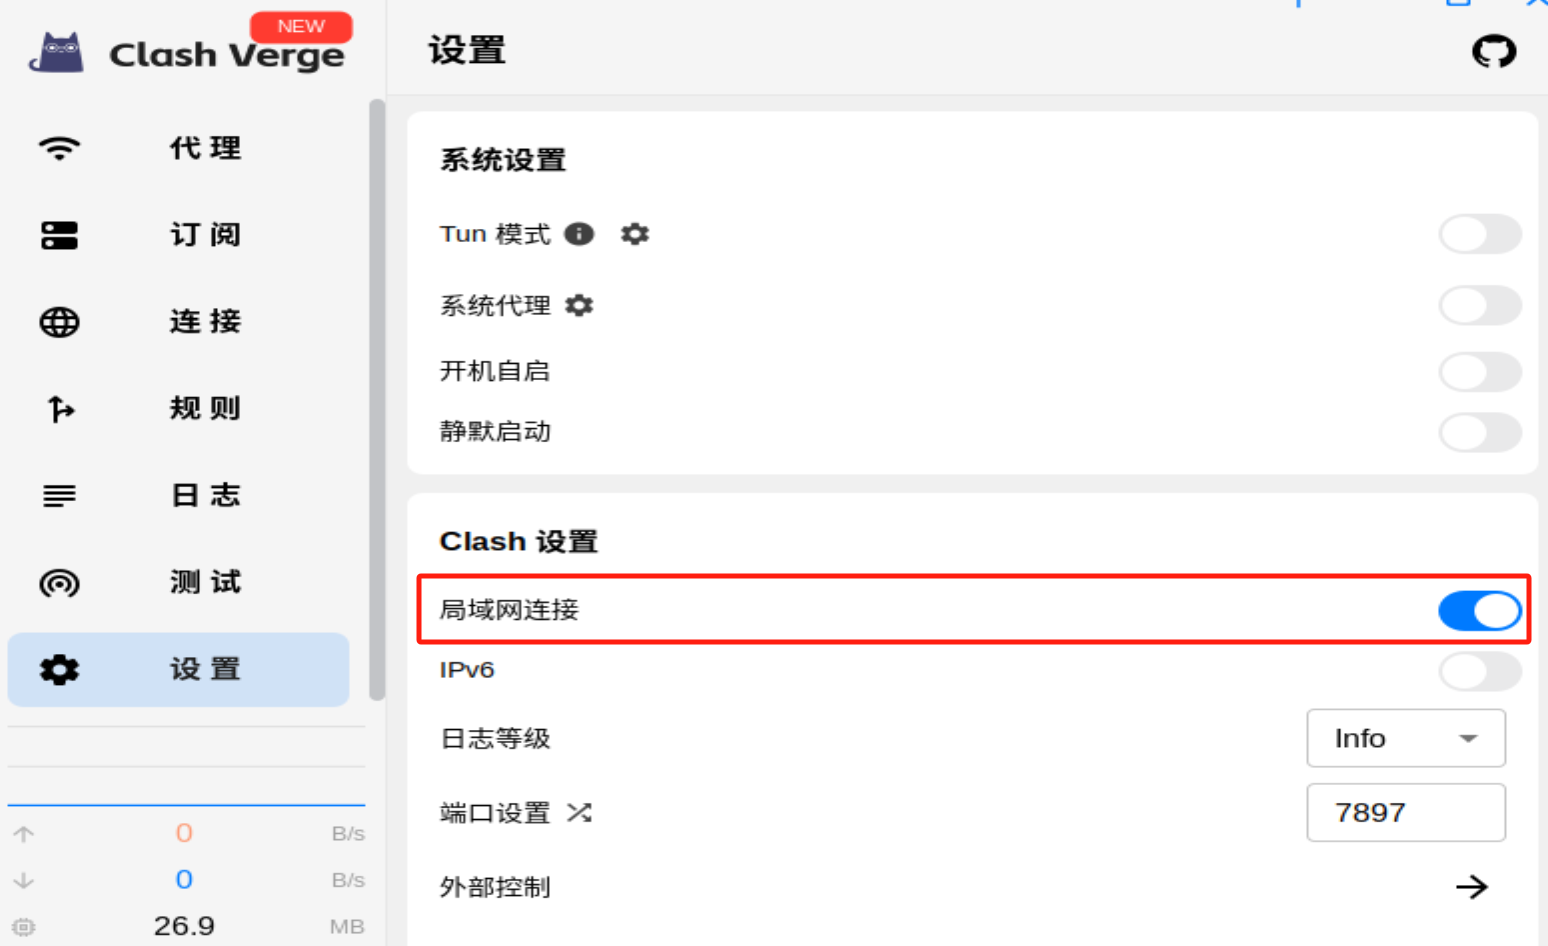 NEW
Clash Verge
代理
订阅
连接
规则
日志
测试
设置
0 B/s
0 B/s
26.9 MB
设置
系统设置
Tun 模式
系统代理
开机自启
静默启动
Clash 设置
局域网连接
IPv6
日志等级 Info
端口设置 7897
外部控制